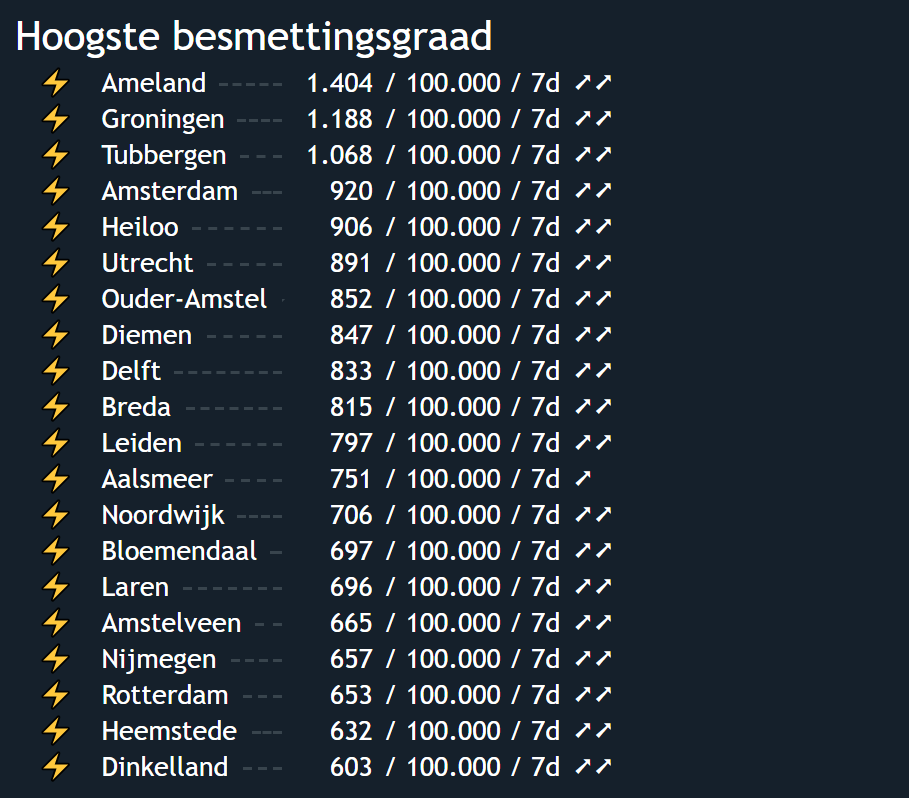 Hoogste besmettingsgraad
⚡ Ameland ----- 1.404 / 100.000 / 7d ➚➚
⚡ Groningen ---- 1.188 / 100.000 / 7d ➚➚
⚡ Tubbergen --- 1.068 / 100.000 / 7d ➚➚
⚡ Amsterdam --- 920 / 100.000 / 7d ➚➚
⚡ Heiloo ------ 906 / 100.000 / 7d ➚➚
⚡ Utrecht ----- 891 / 100.000 / 7d ➚➚
⚡ Ouder-Amstel - 852 / 100.000 / 7d ➚➚
⚡ Diemen ----- 847 / 100.000 / 7d ➚➚
⚡ Delft ------- 833 / 100.000 / 7d ➚➚
⚡ Breda ------- 815 / 100.000 / 7d ➚➚
⚡ Leiden ------ 797 / 100.000 / 7d ➚➚
⚡ Aalsmeer ---- 751 / 100.000 / 7d ➚
⚡ Noordwijk ---- 706 / 100.000 / 7d ➚➚
⚡ Bloemendaal - 697 / 100.000 / 7d ➚➚
⚡ Laren ------- 696 / 100.000 / 7d ➚➚
⚡ Amstelveen -- 665 / 100.000 / 7d ➚➚
⚡ Nijmegen ---- 657 / 100.000 / 7d ➚➚
⚡ Rotterdam --- 653 / 100.000 / 7d ➚➚
⚡ Heemstede --- 632 / 100.000 / 7d ➚➚
⚡ Dinkelland --- 603 / 100.000 / 7d ➚➚